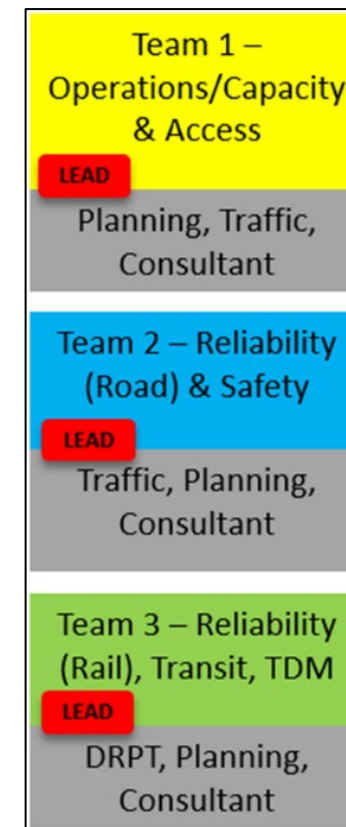 Team 1 –
Operations/Capacity
& Access
LEAD
Planning, Traffic,
Consultant
Team 2 – Reliability
(Road) & Safety
LEAD
Traffic, Planning,
Consultant
Team 3 – Reliability
(Rail), Transit, TDM
LEAD
DRPT, Planning,
Consultant